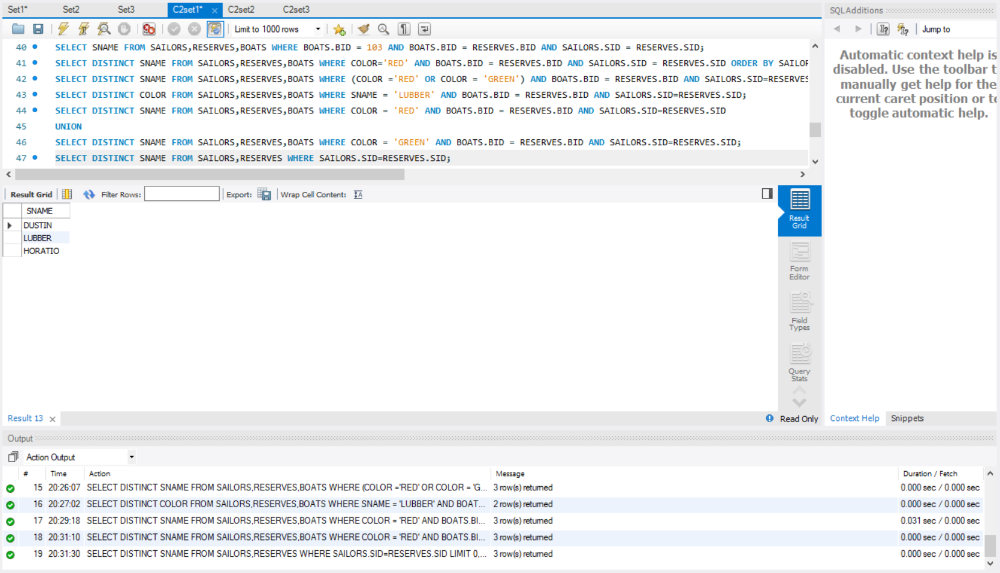 Set1* Set2 Set3 C2set1* C2set2 C2set3
SQLAdditions
Limit to 1000 rows
Jump to
40 SELECT SNAME FROM SAILORS,RESERVES,BOATS WHERE BOATS.BID = 103 AND BOATS.BID = RESERVES.BID AND SAILORS.SID = RESERVES.SID;
41 SELECT DISTINCT SNAME FROM SAILORS,RESERVES,BOATS WHERE COLOR='RED' AND BOATS.BID = RESERVES.BID AND SAILORS.SID = RESERVES.SID ORDER BY SAILOR
42 SELECT DISTINCT SNAME FROM SAILORS,RESERVES,BOATS WHERE (COLOR ='RED' OR COLOR = 'GREEN') AND BOATS.BID = RESERVES.BID AND SAILORS.SID=RESERVES
43 SELECT DISTINCT COLOR FROM SAILORS,RESERVES,BOATS WHERE SNAME = 'LUBBER' AND BOATS.BID = RESERVES.BID AND SAILORS.SID=RESERVES.SID;
44 SELECT DISTINCT SNAME FROM SAILORS,RESERVES,BOATS WHERE COLOR = 'RED' AND BOATS.BID = RESERVES.BID AND SAILORS.SID=RESERVES.SID
45 UNION
46 SELECT DISTINCT SNAME FROM SAILORS,RESERVES,BOATS WHERE COLOR = 'GREEN' AND BOATS.BID = RESERVES.BID AND SAILORS.SID=RESERVES.SID;
47 SELECT DISTINCT SNAME FROM SAILORS,RESERVES WHERE SAILORS.SID=RESERVES.SID;
Automatic context help is
disabled. Use the toolbar t
manually get help for the
current caret position or to
toggle automatic help.
Result Grid Filter Rows: Export: Wrap Cell Content:
SNAME
DUSTIN
LUBBER
HORATIO
Result
Grid
Form
Editor
Field
Types
Query
Stats
Result 13
Read Only
Context Help Snippets
Output
Action Output
# Time Action Message Duration / Fetch
15 20:26:07 SELECT DISTINCT SNAME FROM SAILORS,RESERVES,BOATS WHERE (COLOR ='RED' OR COLOR = 'G... 3 row(s) returned 0.000 sec / 0.000 sec
16 20:27:02 SELECT DISTINCT COLOR FROM SAILORS,RESERVES,BOATS WHERE SNAME = 'LUBBER' AND BOAT... 2 row(s) returned 0.000 sec / 0.000 sec
17 20:29:18 SELECT DISTINCT SNAME FROM SAILORS,RESERVES,BOATS WHERE COLOR = 'RED' AND BOATS.BI... 3 row(s) returned 0.031 sec / 0.000 sec
18 20:31:10 SELECT DISTINCT SNAME FROM SAILORS,RESERVES,BOATS WHERE COLOR = 'RED' AND BOATS.BI... 3 row(s) returned 0.000 sec / 0.000 sec
19 20:31:30 SELECT DISTINCT SNAME FROM SAILORS,RESERVES WHERE SAILORS.SID=RESERVES.SID LIMIT 0,... 3 row(s) returned 0.000 sec / 0.000 sec